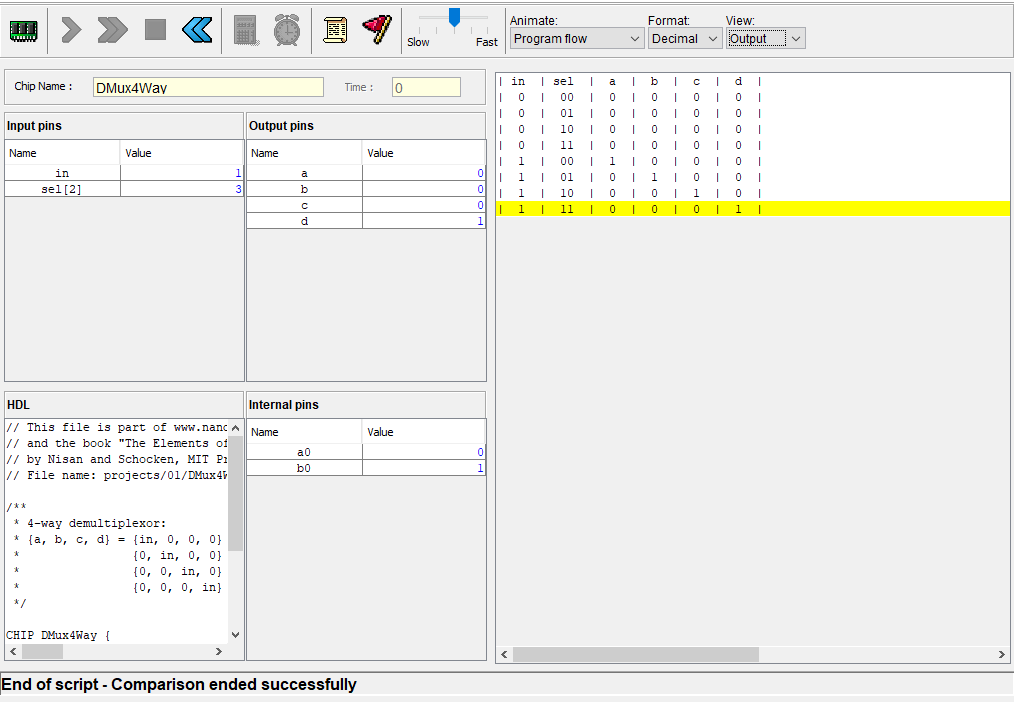 Slow Fast
Animate: Format: View:
Program flow Decimal Output
Chip Name : DMux4Way Time : 0
Input pins
Name Value
in 1
sel[2] 3
Output pins
Name Value
a 0
b 0
c 0
d 1
HDL
// This file is part of www.nand
// and the book "The Elements of
// by Nisan and Schocken, MIT Pr
// File name: projects/01/DMux4W
/**
* 4-way demultiplexor:
* {a, b, c, d} = {in, 0, 0, 0}
* {0, in, 0, 0}
* {0, 0, in, 0}
* {0, 0, 0, in}
*/
CHIP DMux4Way {
Internal pins
Name Value
a0 0
b0 1
| in | sel | a | b | c | d |
| 0 | 00 | 0 | 0 | 0 | 0 |
| 0 | 01 | 0 | 0 | 0 | 0 |
| 0 | 10 | 0 | 0 | 0 | 0 |
| 0 | 11 | 0 | 0 | 0 | 0 |
| 1 | 00 | 1 | 0 | 0 | 0 |
| 1 | 01 | 0 | 1 | 0 | 0 |
| 1 | 10 | 0 | 0 | 1 | 0 |
| 1 | 11 | 0 | 0 | 0 | 1 |
End of script - Comparison ended successfully